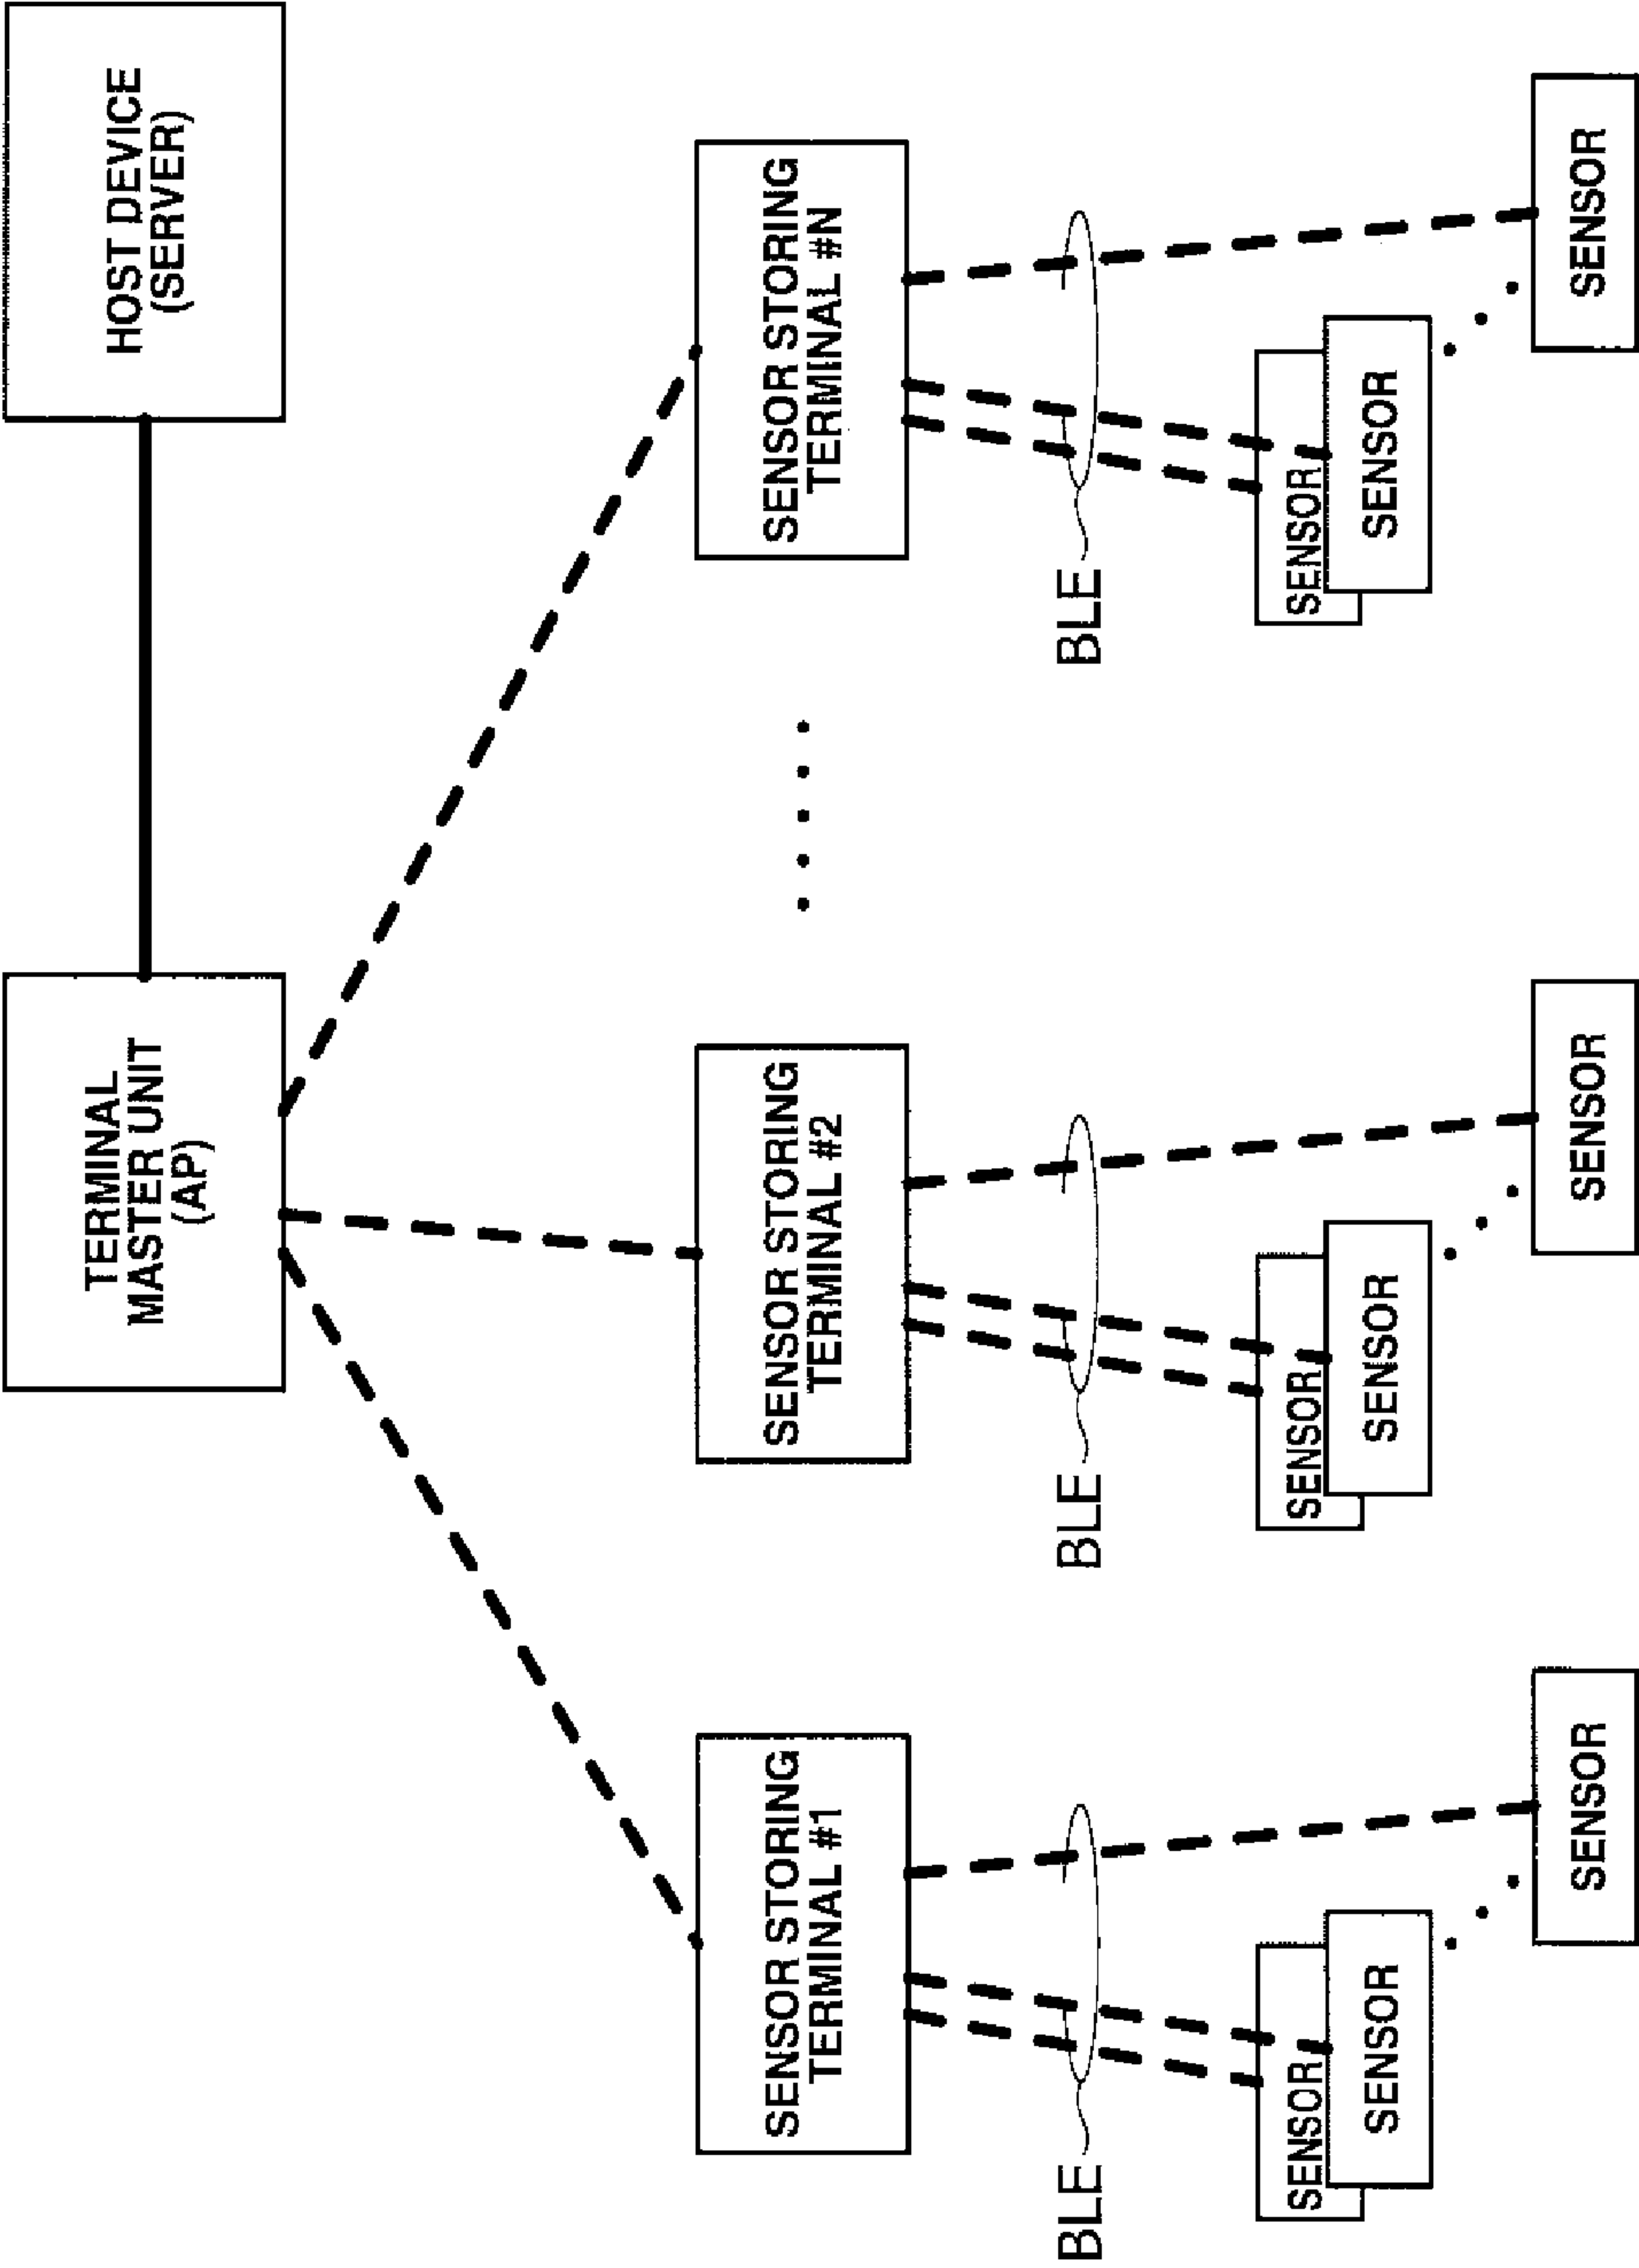 TERMINAL
MASTER UNIT
(AP)
HOST DEVICE
(SERVER)
SENSOR STORING
TERMINAL #1
SENSOR STORING
TERMINAL #2
SENSOR STORING
TERMINAL #N
BLE
BLE
BLE
SENSOR
SENSOR
SENSOR
SENSOR
SENSOR
SENSOR
SENSOR
SENSOR
SENSOR